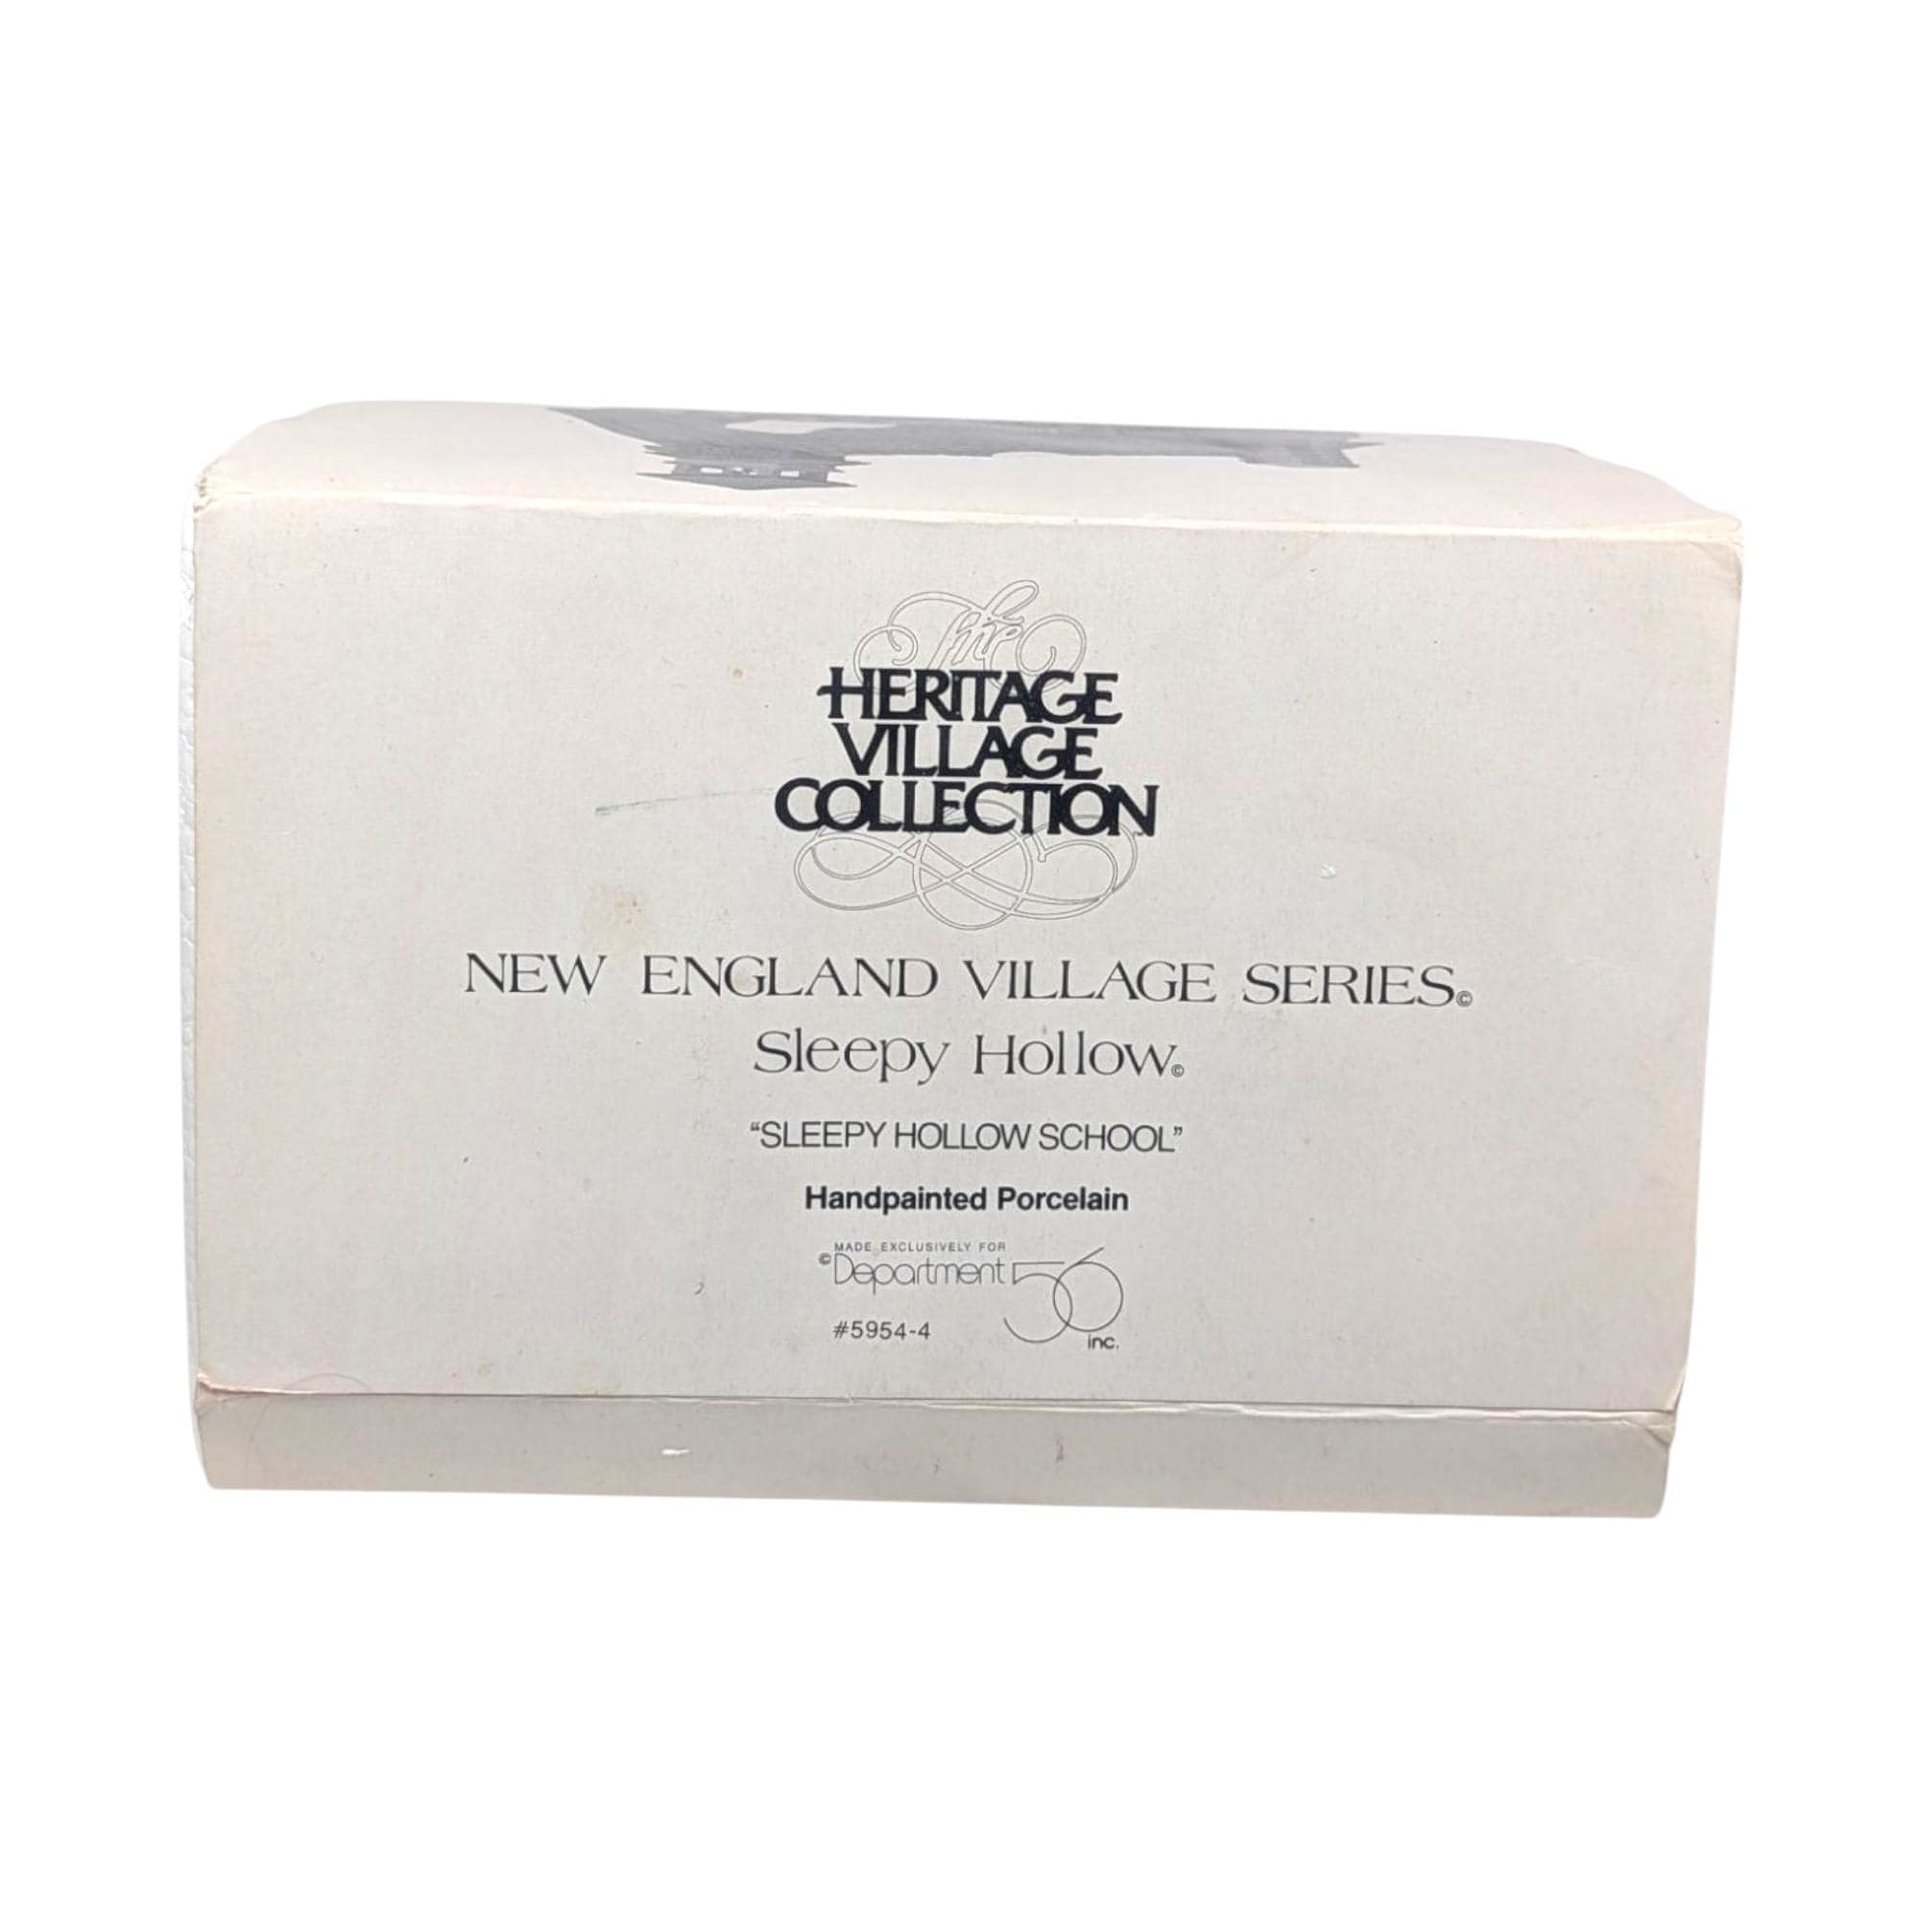 The
HERITAGE
VILLAGE
COLLECTION™
NEW ENGLAND VILLAGE SERIES©
Sleepy Hollow©
“SLEEPY HOLLOW SCHOOL”
Handpainted Porcelain
MADE EXCLUSIVELY FOR
©Department 56 inc.
#5954-4